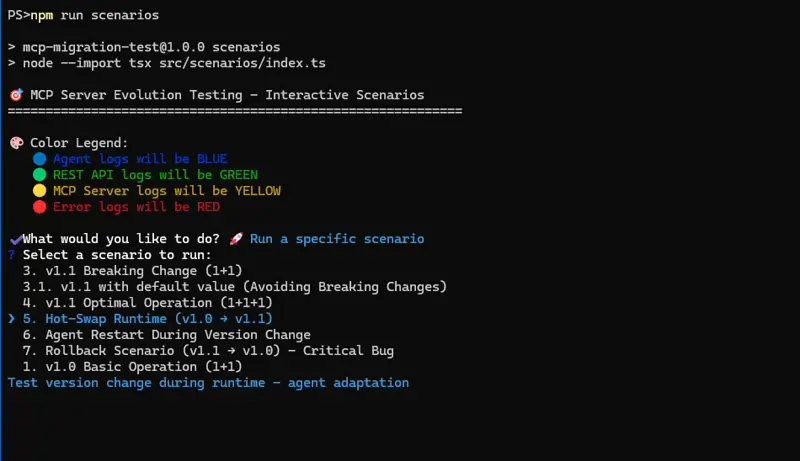 PS>npm run scenarios
> mcp-migration-test@1.0.0 scenarios
> node --import tsx src/scenarios/index.ts
🎯 MCP Server Evolution Testing - Interactive Scenarios
============================================================
🎨 Color Legend:
🔵 Agent logs will be BLUE
🟢 REST API logs will be GREEN
🟡 MCP Server logs will be YELLOW
🔴 Error logs will be RED
✔ What would you like to do? 🚀 Run a specific scenario
? Select a scenario to run:
3. v1.1 Breaking Change (1+1)
3.1. v1.1 with default value (Avoiding Breaking Changes)
4. v1.1 Optimal Operation (1+1+1)
❯ 5. Hot-Swap Runtime (v1.0 → v1.1)
6. Agent Restart During Version Change
7. Rollback Scenario (v1.1 → v1.0) - Critical Bug
1. v1.0 Basic Operation (1+1)
Test version change during runtime - agent adaptation